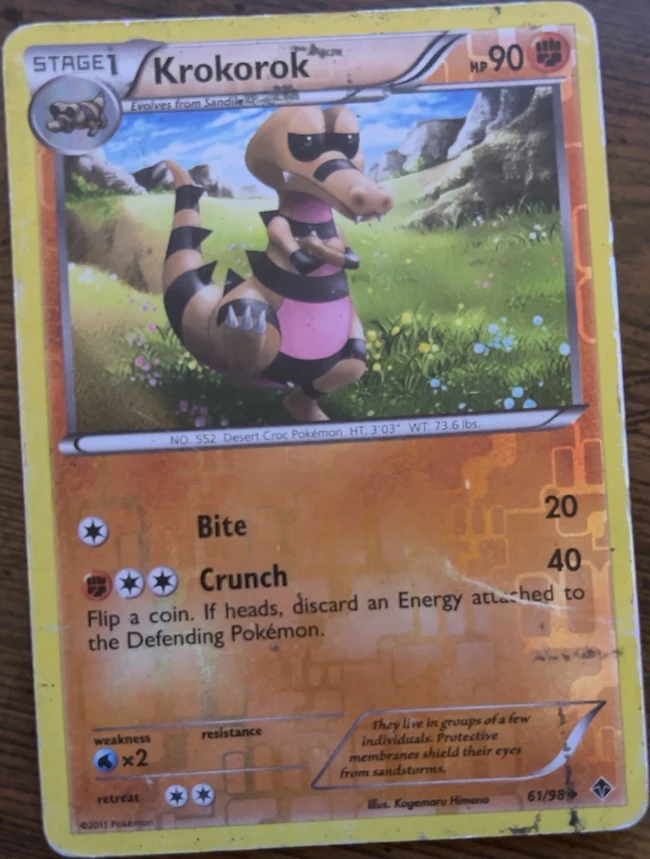 STAGE1
Krokorok
HP 90
Evolves from Sandile
NO. 552 Desert Croc Pokémon HT. 3'03" WT. 73.6 lbs.
Bite 20
Crunch 40
Flip a coin. If heads, discard an Energy attached to
the Defending Pokémon.
weakness
resistance
×2
They live in groups of a few
individuals. Protective
membranes shield their eyes
from sandstorms.
retreat
Illus. Kagemaru Himeno
61/98
©2011 Pokémon